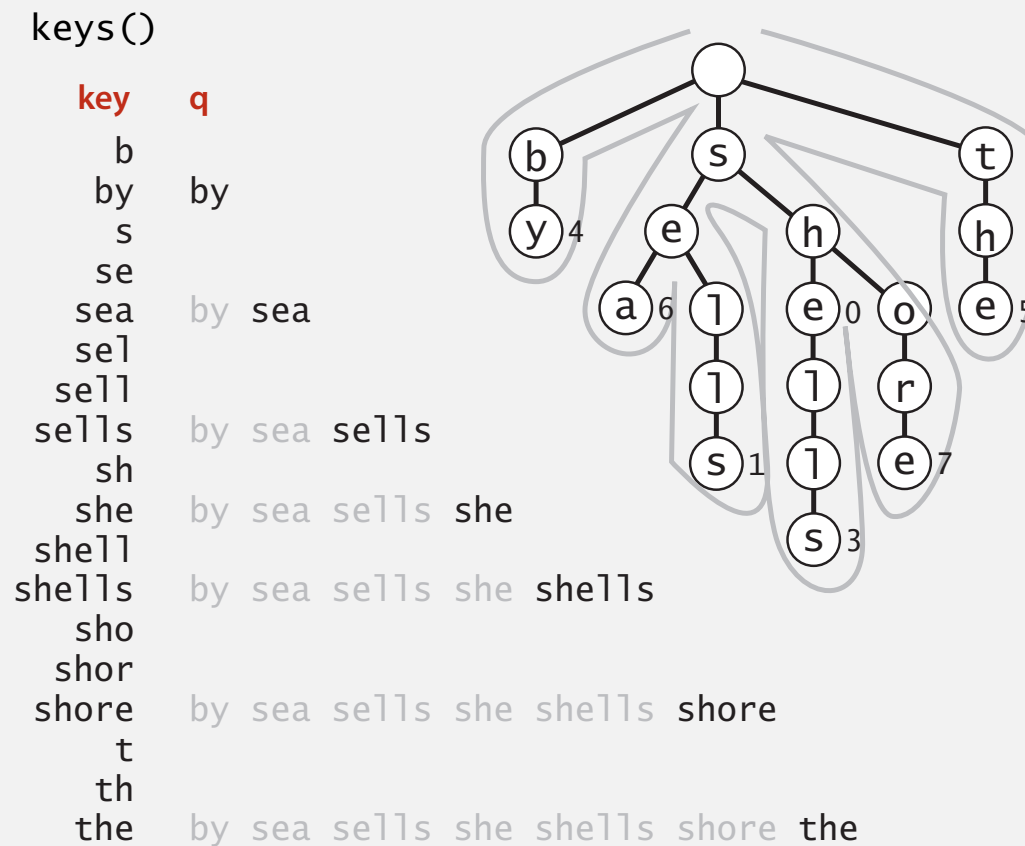 keys()
key q
b
by by
s
se
sea by sea
sel
sell
sells by sea sells
sh
she by sea sells she
shell
shells by sea sells she shells
sho
shor
shore by sea sells she shells shore
t
th
the by sea sells she shells shore the
b s t
y 4 e h h
a 6 l e 0 o e 5
l l r
s 1 l e 7
s 3